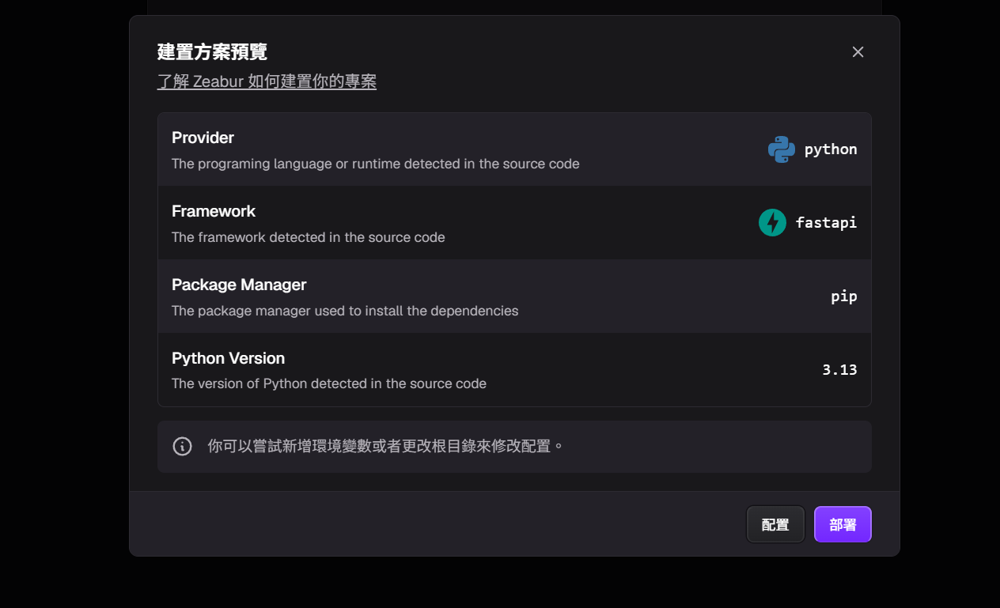 建置方案預覽
了解 Zeabur 如何建置你的專案
Provider
The programing language or runtime detected in the source code
python
Framework
The framework detected in the source code
fastapi
Package Manager
The package manager used to install the dependencies
pip
Python Version
The version of Python detected in the source code
3.13
你可以嘗試新增環境變數或者更改根目錄來修改配置。
配置
部署